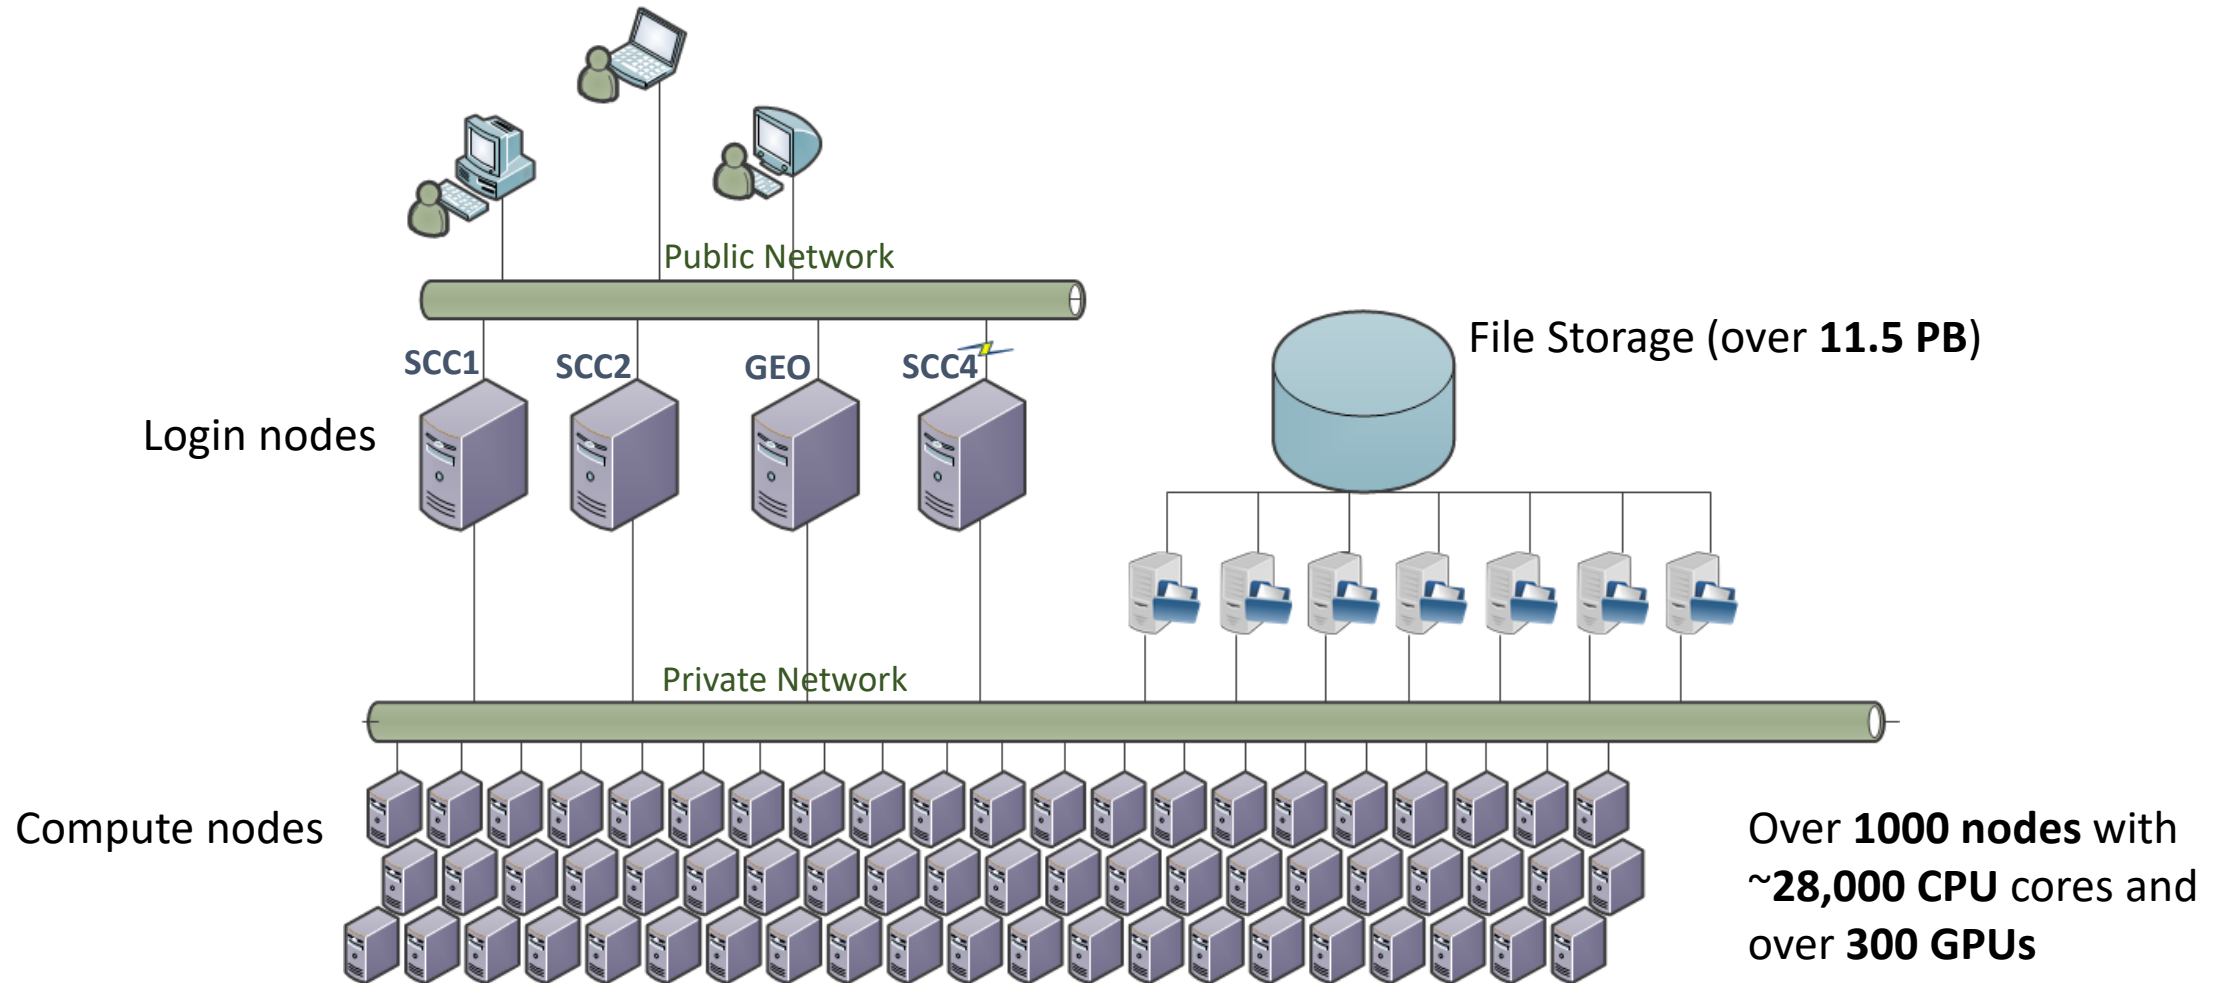 Public Network
SCC1
SCC2
GEO
SCC4
File Storage (over 11.5 PB)
Login nodes
Private Network
Compute nodes
Over 1000 nodes with
~28,000 CPU cores and
over 300 GPUs